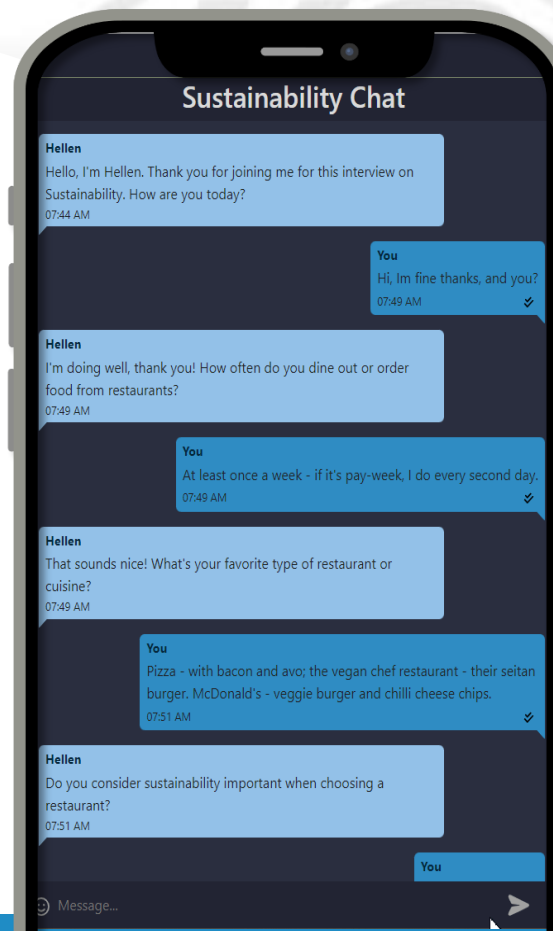 Sustainability Chat
Hellen
Hello, I'm Hellen. Thank you for joining me for this interview on
Sustainability. How are you today?
07:44 AM
You
Hi, Im fine thanks, and you?
07:49 AM
Hellen
I'm doing well, thank you! How often do you dine out or order
food from restaurants?
07:49 AM
You
At least once a week - if it's pay-week, I do every second day.
07:49 AM
Hellen
That sounds nice! What's your favorite type of restaurant or
cuisine?
07:49 AM
You
Pizza - with bacon and avo; the vegan chef restaurant - their seitan
burger. McDonald's - veggie burger and chilli cheese chips.
07:51 AM
Hellen
Do you consider sustainability important when choosing a
restaurant?
07:51 AM
You
Message...